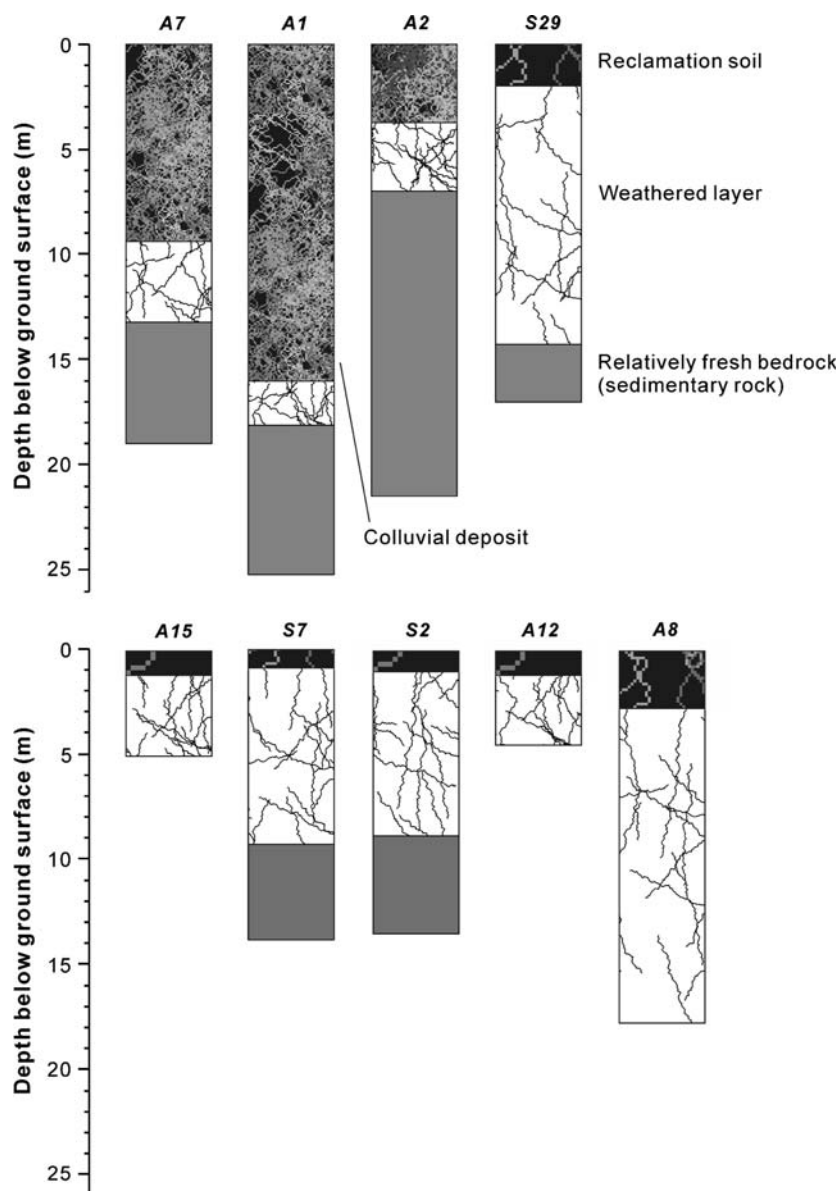 A7 A1 A2 S29
0
Reclamation soil
5
Weathered layer
10
15
Relatively fresh bedrock
(sedimentary rock)
20
Colluvial deposit
25
Depth below ground surface (m)
A15 S7 S2 A12 A8
0
5
10
15
20
25
Depth below ground surface (m)